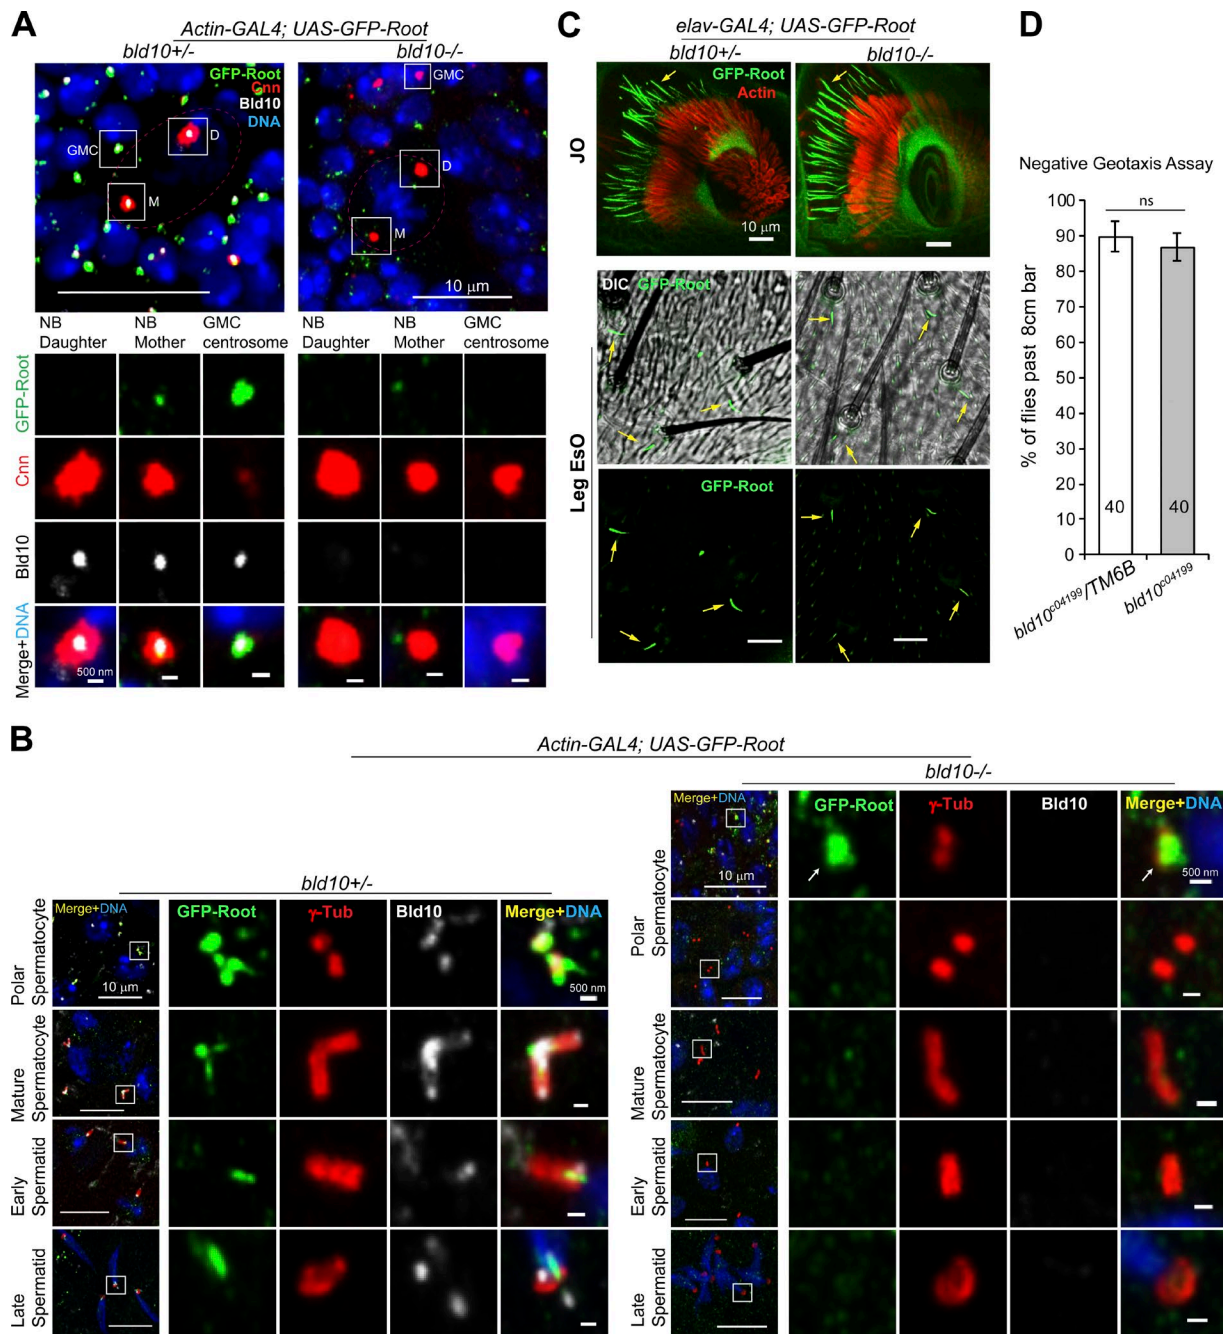 A
Actin-GAL4; UAS-GFP-Root
bld10+/-
bld10-/-
GFP-Root
Cnn
Bld10
DNA
GMC
D
M
GMC
D
M
10 μm
NB Daughter
NB Mother
GMC centrosome
NB Daughter
NB Mother
GMC centrosome
GFP-Root
Cnn
Bld10
Merge+DNA
500 nm
C
elav-GAL4; UAS-GFP-Root
bld10+/-
bld10-/-
GFP-Root
Actin
JO
10 μm
DIC GFP-Root
Leg EsO
GFP-Root
D
Negative Geotaxis Assay
ns
% of flies past 8cm bar
100
90
80
70
60
50
40
30
20
10
0
40
40
bld10c04199/TM6B
bld10c04199
B
Actin-GAL4; UAS-GFP-Root
bld10+/-
Merge+DNA
GFP-Root
γ-Tub
Bld10
Merge+DNA
Polar Spermatocyte
10 μm
500 nm
Mature Spermatocyte
Early Spermatid
Late Spermatid
bld10-/-
Merge+DNA
GFP-Root
γ-Tub
Bld10
Merge+DNA
Polar Spermatocyte
10 μm
500 nm
Mature Spermatocyte
Early Spermatid
Late Spermatid